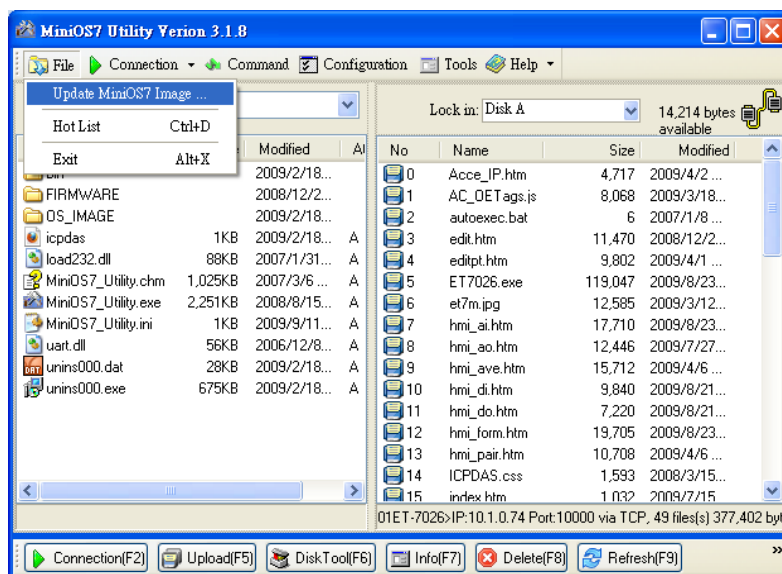 MiniOS7 Utility Verion 3.1.8
File Connection Command Configuration Tools Help
Update MiniOS7 Image ...
Hot List Ctrl+D
Exit Alt+X
Modified
2009/2/18...
FIRMWARE 2008/12/2...
OS_IMAGE 2009/2/18...
icpdas 1KB 2009/2/18... A
load232.dll 88KB 2007/1/31... A
MiniOS7_Utility.chm 1,025KB 2007/3/6 ... A
MiniOS7_Utility.exe 2,251KB 2008/8/15... A
MiniOS7_Utility.ini 1KB 2009/9/11... A
uart.dll 56KB 2006/12/8... A
unins000.dat 28KB 2009/2/18... A
unins000.exe 675KB 2009/2/18... A
Lock in: Disk A
14,214 bytes available
No Name Size Modified
0 Acce_IP.htm 4,717 2009/4/2 ...
1 AC_OETags.js 8,068 2009/3/18...
2 autoexec.bat 6 2007/1/8 ...
3 edit.htm 11,470 2008/12/2...
4 editpt.htm 9,802 2009/4/1 ...
5 ET7026.exe 119,047 2009/8/23...
6 et7m.jpg 12,585 2009/3/12...
7 hmi_ai.htm 17,710 2009/8/23...
8 hmi_ao.htm 12,446 2009/7/27...
9 hmi_ave.htm 15,712 2009/4/6 ...
10 hmi_di.htm 9,840 2009/8/21...
11 hmi_do.htm 7,220 2009/8/21...
12 hmi_form.htm 19,705 2009/8/23...
13 hmi_pair.htm 10,708 2009/4/6 ...
14 ICPDAS.css 1,593 2008/3/15...
15 index.htm 1,032 2009/7/15
01ET-7026>IP:10.1.0.74 Port:10000 via TCP, 49 files(s) 377,402 byt
Connection(F2) Upload(F5) DiskTool(F6) Info(F7) Delete(F8) Refresh(F9)